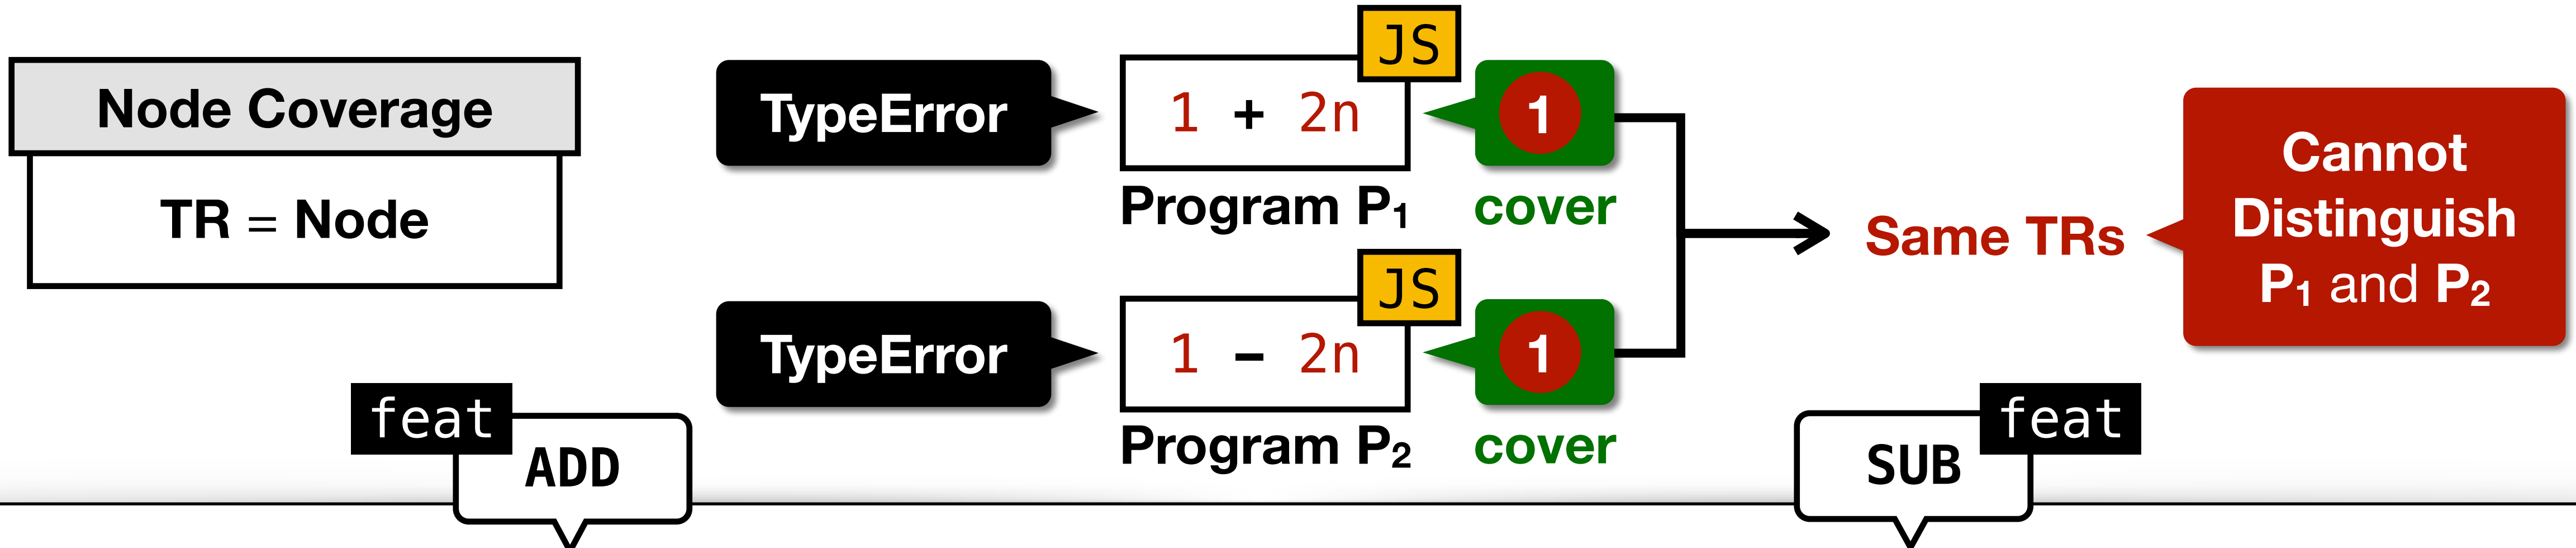 Node Coverage
TR = Node
TypeError
1 + 2n
JS
1
Program P₁
cover
TypeError
1 - 2n
JS
1
Program P₂
cover
Same TRs
Cannot
Distinguish
P₁ and P₂
feat
ADD
feat
SUB